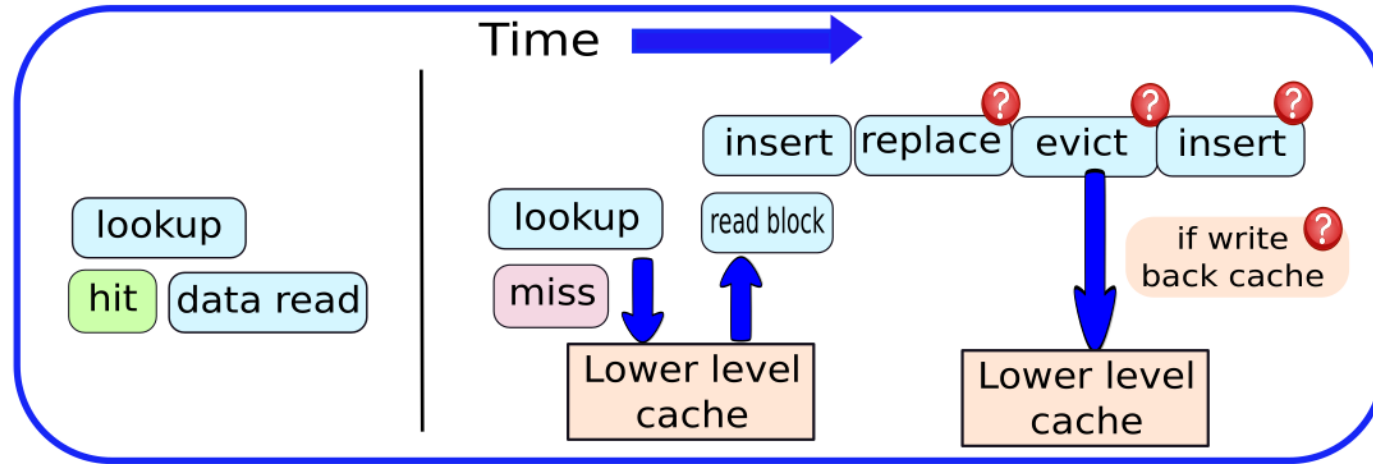 Time
lookup
hit
data read
lookup
miss
Lower level
cache
read block
insert
replace
?
evict
?
insert
?
if write
back cache
?
Lower level
cache